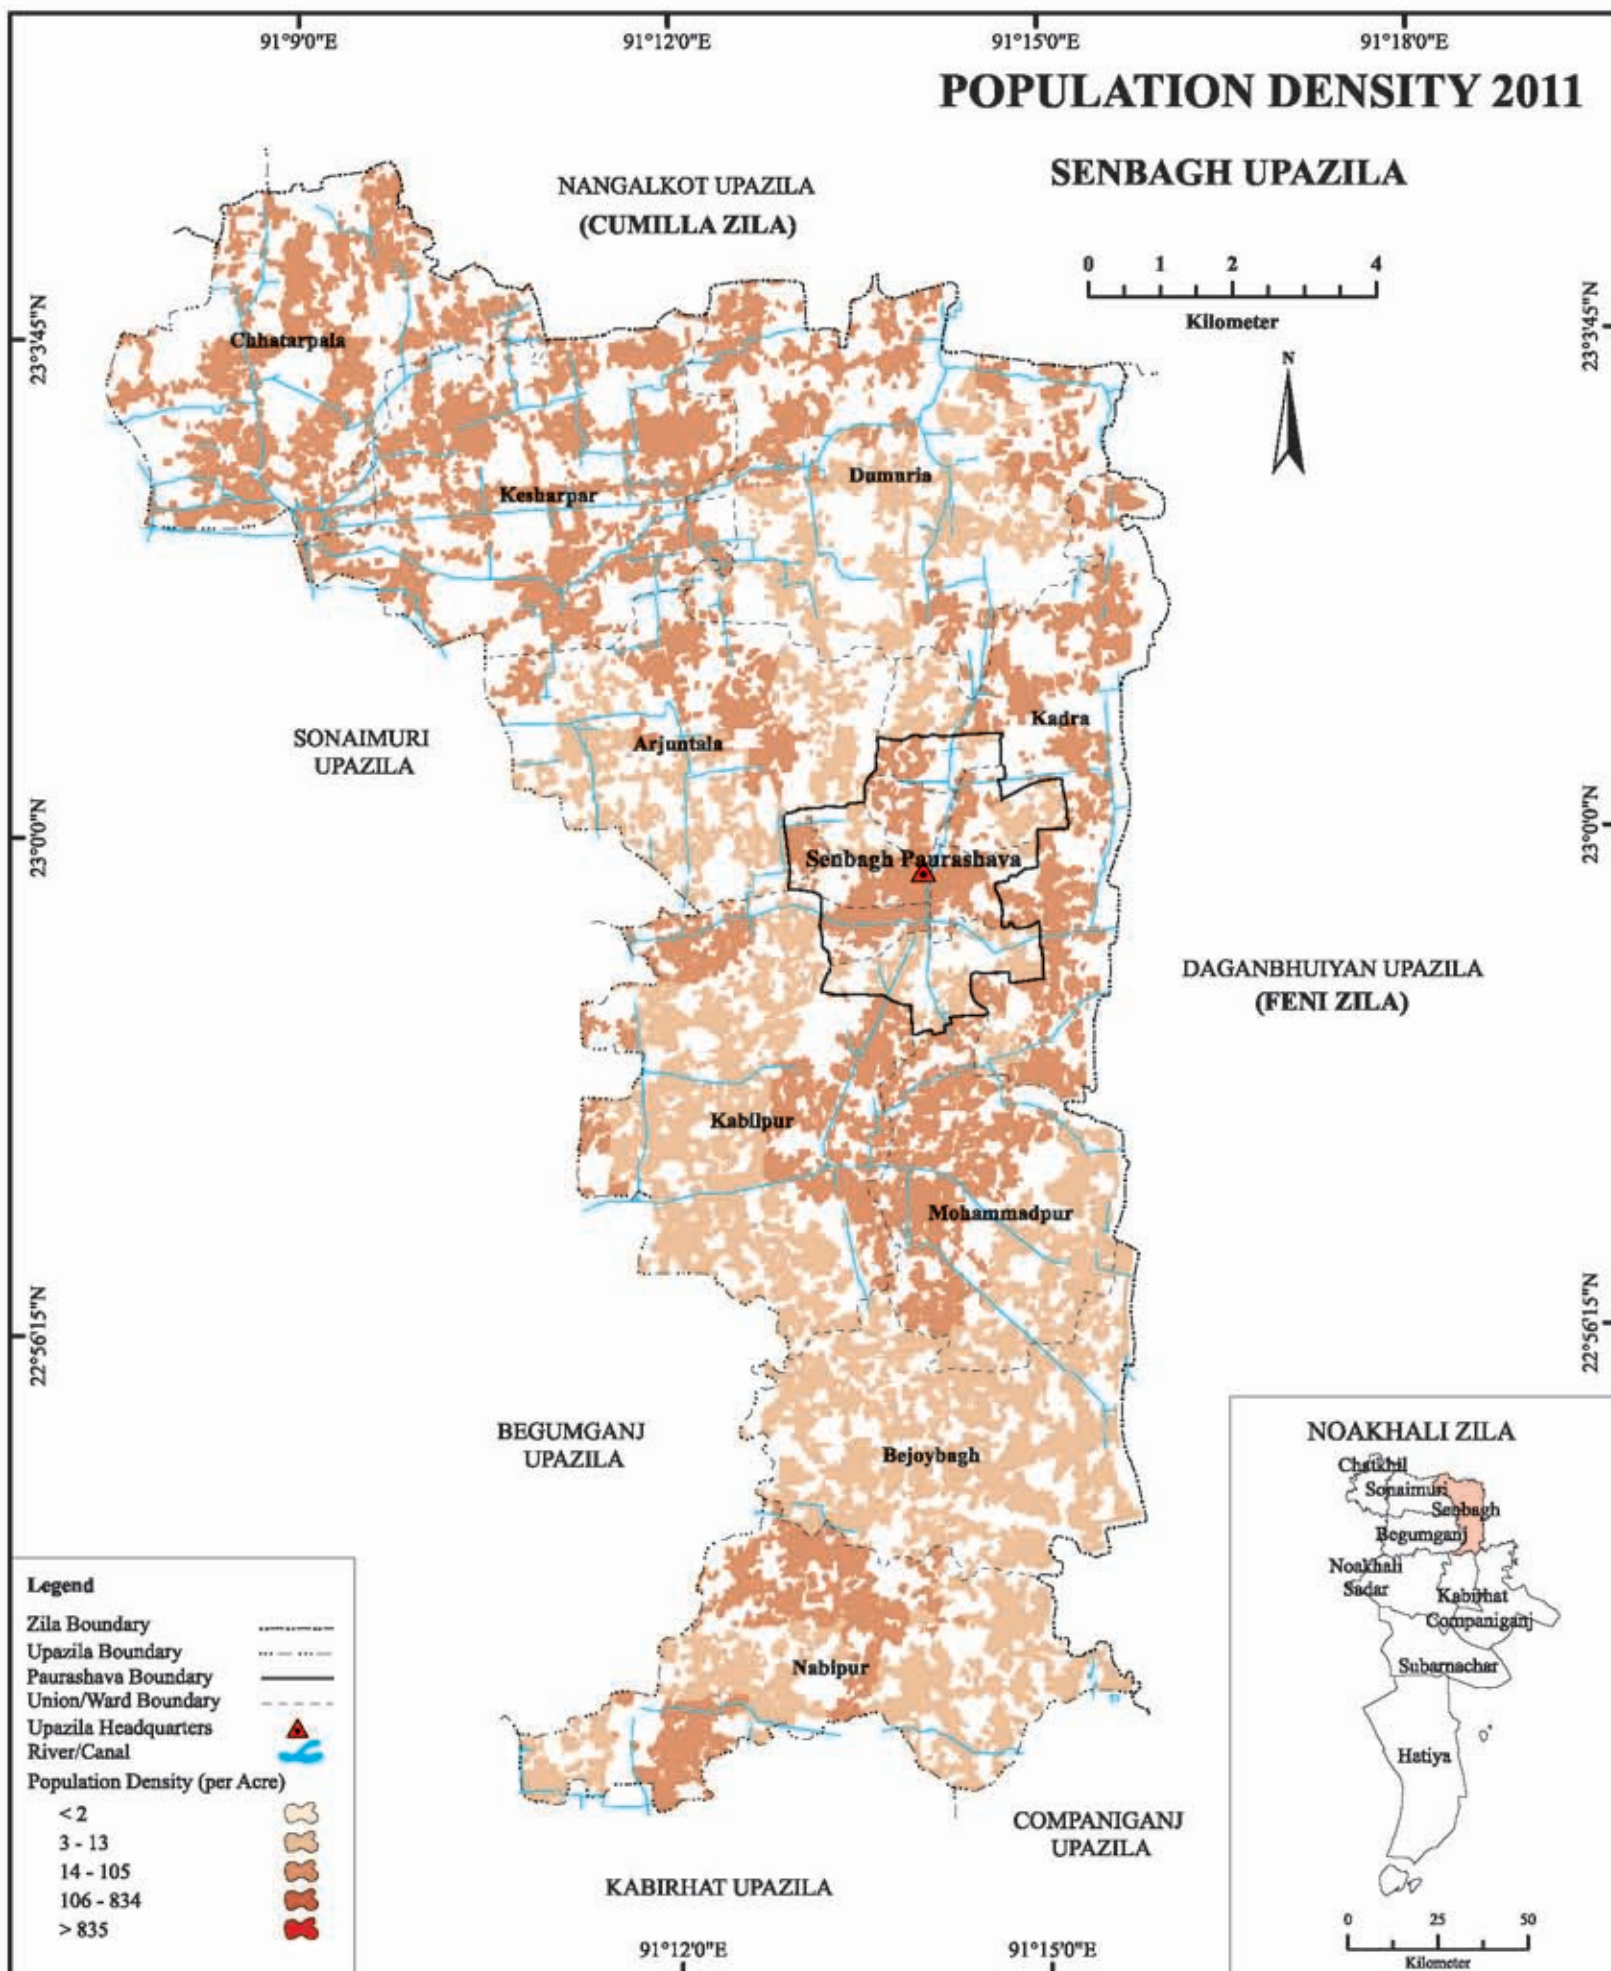 91°9'0"E
91°12'0"E
91°15'0"E
91°18'0"E
POPULATION DENSITY 2011
SENBAGH UPAZILA
NANGALKOT UPAZILA
(CUMILLA ZILA)
0 1 2 4
Kilometer
N
23°3'45"N
23°3'45"N
Chhatarpaia
Kesharpar
Dumuria
Kadra
SONAIMURI
UPAZILA
Arjuntala
23°0'0"N
23°0'0"N
Senbagh Paurashava
DAGANBHUIYAN UPAZILA
(FENI ZILA)
Kabilpur
Mohammadpur
22°56'15"N
22°56'15"N
BEGUMGANJ
UPAZILA
Bejoybagh
Nabipur
COMPANIGANJ
UPAZILA
KABIRHAT UPAZILA
91°12'0"E
91°15'0"E
Legend
Zila Boundary
Upazila Boundary
Paurashava Boundary
Union/Ward Boundary
Upazila Headquarters
River/Canal
Population Density (per Acre)
< 2
3 - 13
14 - 105
106 - 834
> 835
NOAKHALI ZILA
Chatkhil
Sonaimuri
Senbagh
Begumganj
Noakhali
Sadar
Kabirhat
Companiganj
Subarnachar
Hatiya
0 25 50
Kilometer